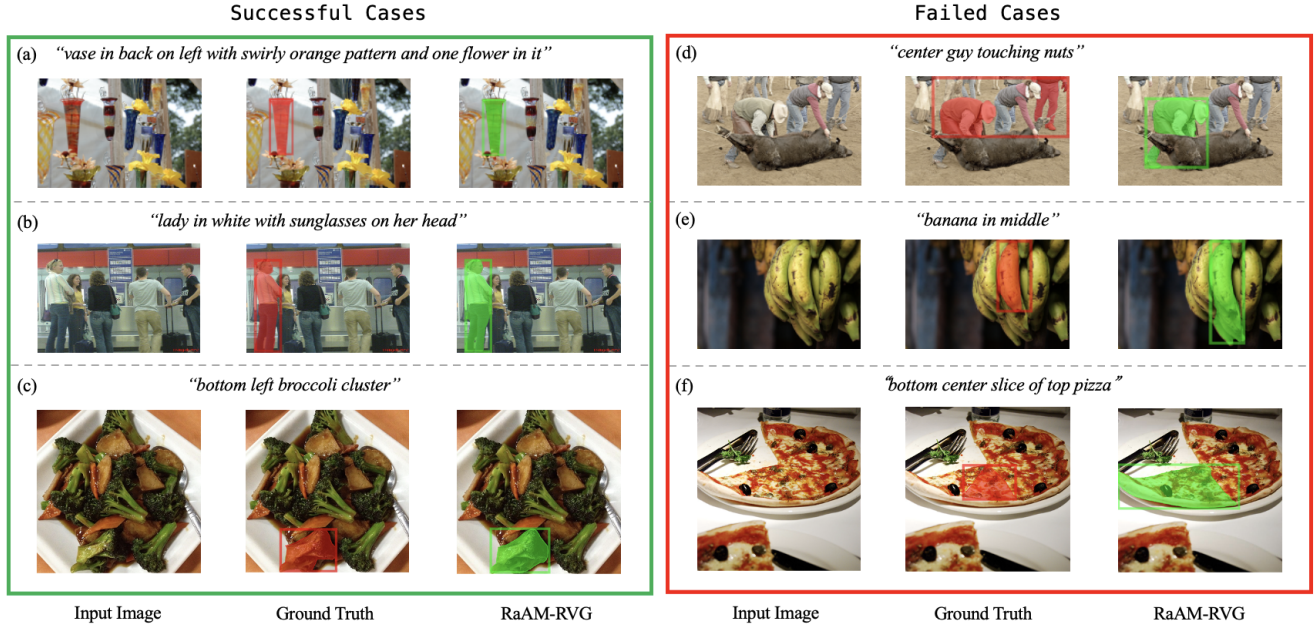 Successful Cases
Failed Cases
(a) “vase in back on left with swirly orange pattern and one flower in it”
(b) “lady in white with sunglasses on her head”
(c) “bottom left broccoli cluster”
Input Image
Ground Truth
RaAM-RVG
(d) “center guy touching nuts”
(e) “banana in middle”
(f) “bottom center slice of top pizza”
Input Image
Ground Truth
RaAM-RVG